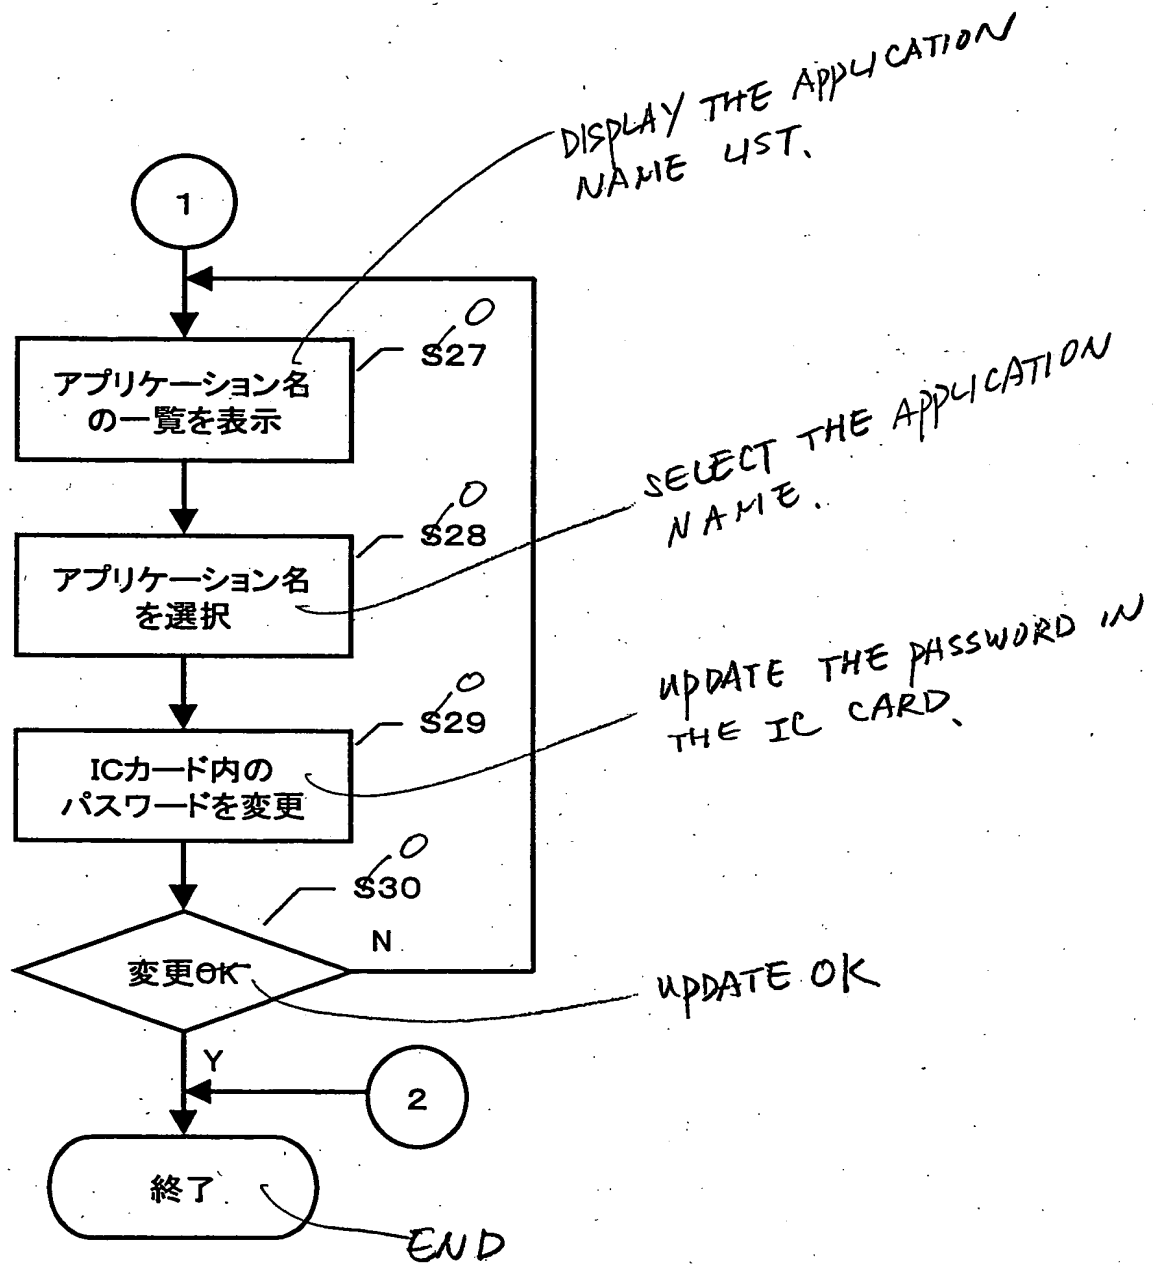 DISPLAY THE APPLICATION
NAME LIST.
1
S27
アプリケーション名
の一覧を表示
SELECT THE APPLICATION
NAME.
S28
アプリケーション名
を選択
UPDATE THE PASSWORD IN
THE IC CARD.
S29
ICカード内の
パスワードを変更
S30
N
変更OK
UPDATE OK
Y
2
終了
END